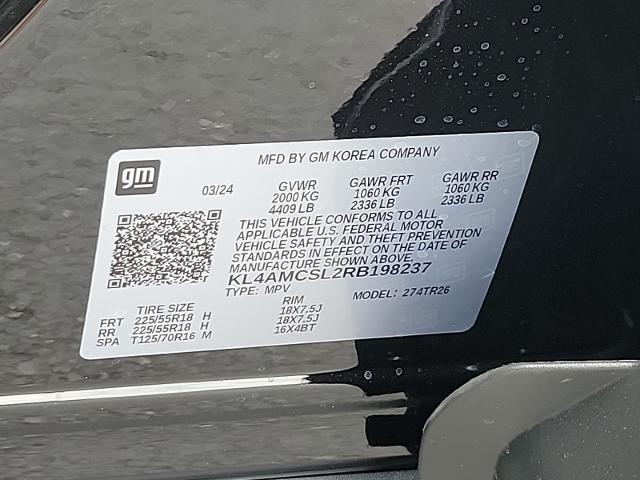 MFD BY GM KOREA COMPANY
gm
03/24 GVWR GAWR FRT GAWR RR
2000 KG 1060 KG 1060 KG
4409 LB 2336 LB 2336 LB
THIS VEHICLE CONFORMS TO ALL
APPLICABLE U.S. FEDERAL MOTOR
VEHICLE SAFETY AND THEFT PREVENTION
STANDARDS IN EFFECT ON THE DATE OF
MANUFACTURE SHOWN ABOVE.
KL4AMCSL2RB198237
TYPE: MPV MODEL: 274TR26
TIRE SIZE RIM
FRT 225/55R18 H 18X7.5J
RR 225/55R18 H 18X7.5J
SPA T125/70R16 M 16X4BT